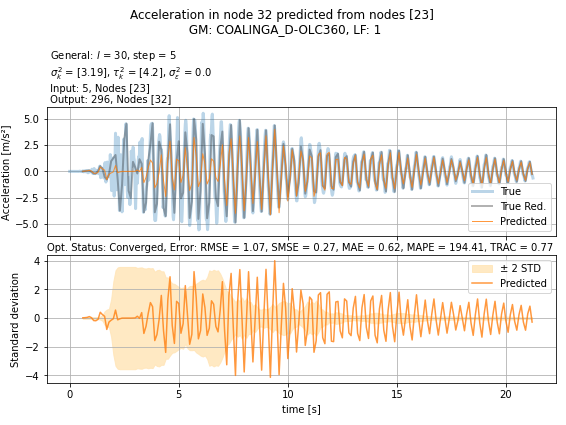 Acceleration in node 32 predicted from nodes [23]
GM: COALINGA_D-OLC360, LF: 1
General: l = 30, step = 5
σ²ₖ = [3.19], τ²ₖ = [4.2], σ²ₑ = 0.0
Input: 5, Nodes [23]
Output: 296, Nodes [32]
Acceleration [m/s²]
5.0
2.5
0.0
−2.5
−5.0
True
True Red.
Predicted
Opt. Status: Converged, Error: RMSE = 1.07, SMSE = 0.27, MAE = 0.62, MAPE = 194.41, TRAC = 0.77
Standard deviation
4
2
0
−2
−4
± 2 STD
Predicted
0
5
10
15
20
time [s]